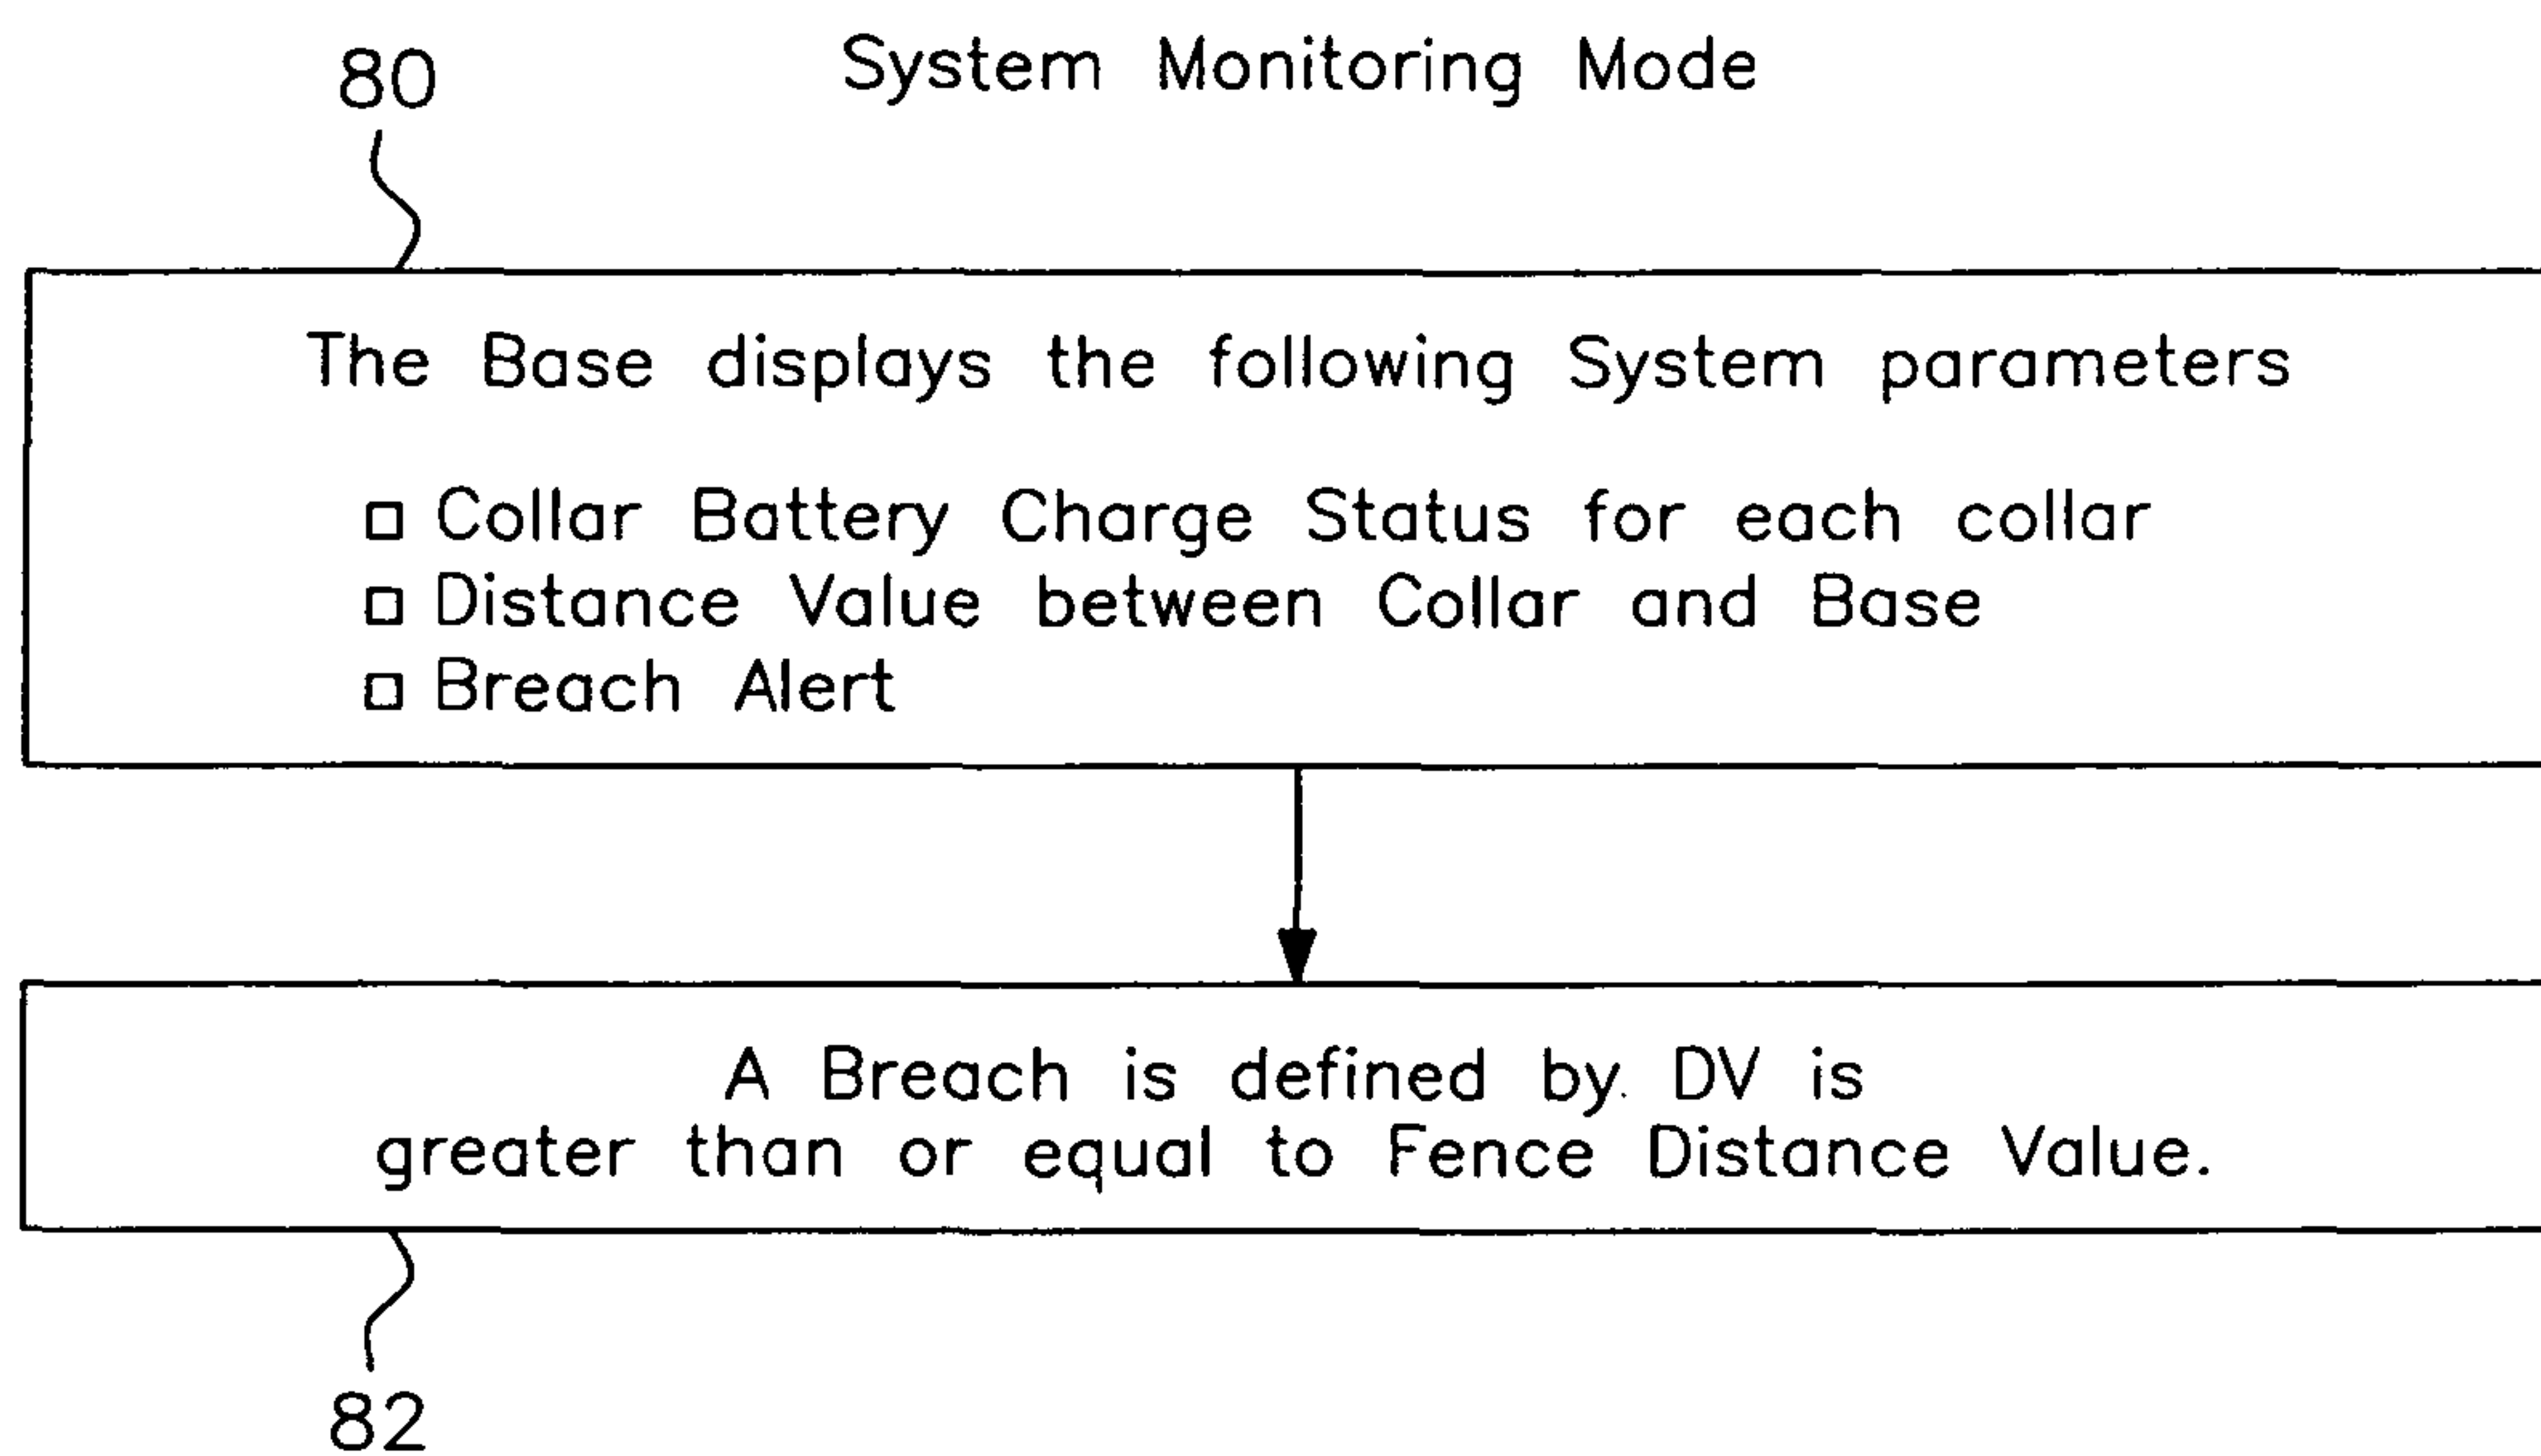 80
System Monitoring Mode
The Base displays the following System parameters
□ Collar Battery Charge Status for each collar
□ Distance Value between Collar and Base
□ Breach Alert
A Breach is defined by DV is
greater than or equal to Fence Distance Value.
82